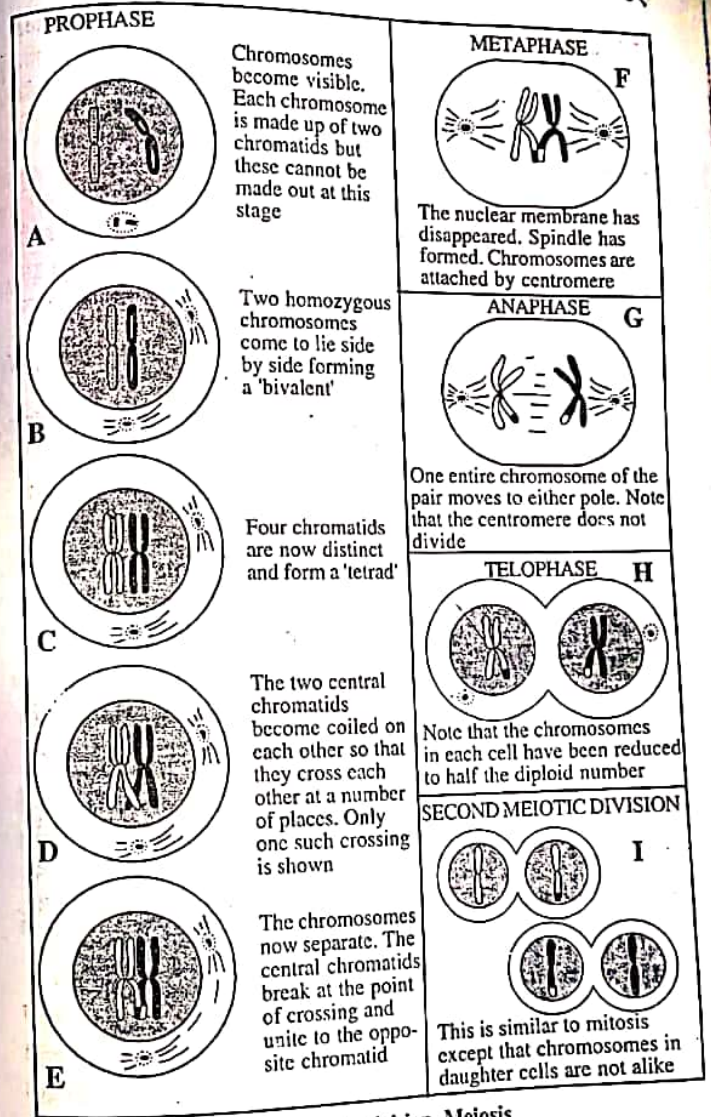 PROPHASE
Chromosomes
become visible.
Each chromosome
is made up of two
chromatids but
these cannot be
made out at this
stage
A
Two homozygous
chromosomes
come to lie side
by side forming
a 'bivalent'
B
Four chromatids
are now distinct
and form a 'tetrad'
C
The two central
chromatids
become coiled on
each other so that
they cross each
other at a number
of places. Only
one such crossing
is shown
D
The chromosomes
now separate. The
central chromatids
break at the point
of crossing and
unite to the oppo-
site chromatid
E
METAPHASE
F
The nuclear membrane has
disappeared. Spindle has
formed. Chromosomes are
attached by centromere
ANAPHASE
G
One entire chromosome of the
pair moves to either pole. Note
that the centromere does not
divide
TELOPHASE
H
Note that the chromosomes
in each cell have been reduced
to half the diploid number
SECOND MEIOTIC DIVISION
I
This is similar to mitosis
except that chromosomes in
daughter cells are not alike
Meiosis